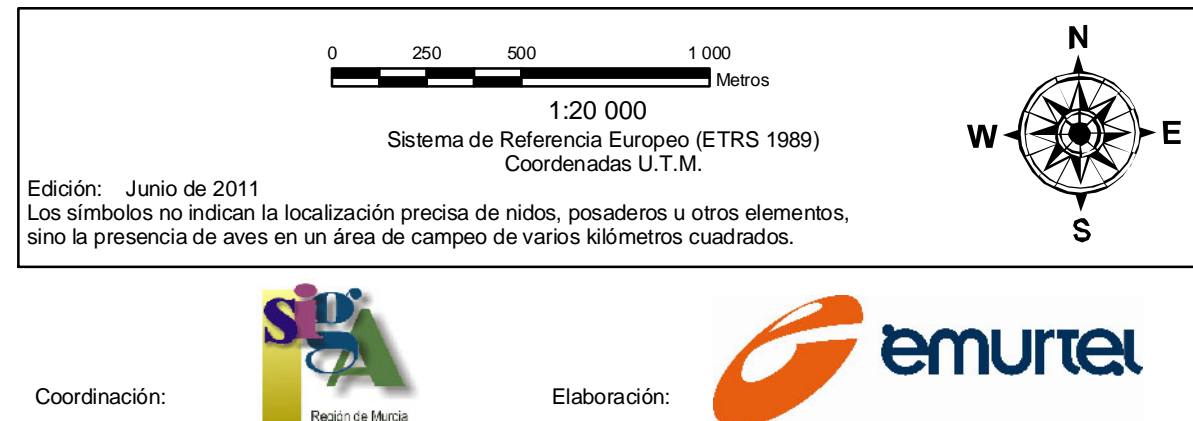 0 250 500 1 000
Metros
1:20 000
Sistema de Referencia Europeo (ETRS 1989)
Coordenadas U.T.M.
N
W E
S
Edición: Junio de 2011
Los símbolos no indican la localización precisa de nidos, posaderos u otros elementos,
sino la presencia de aves en un área de campeo de varios kilómetros cuadrados.
Coordinación:
sigA
Región de Murcia
Elaboración:
emurtel